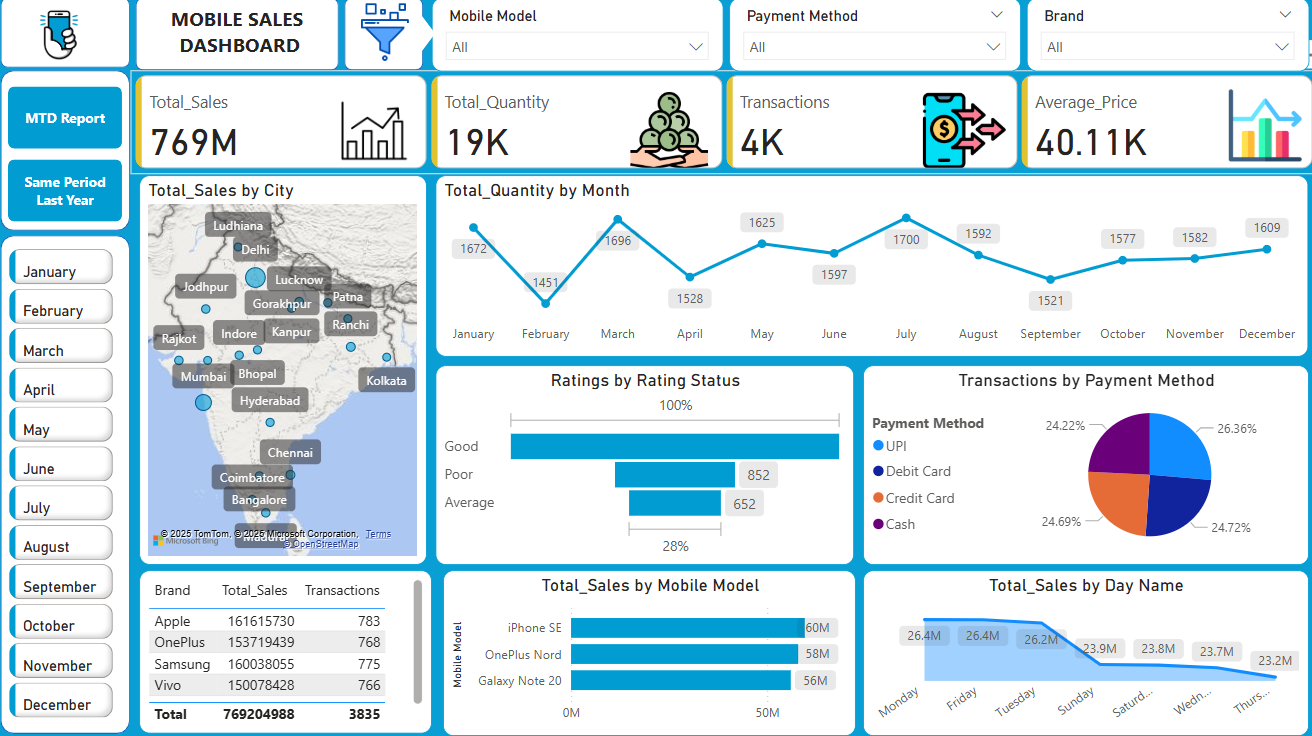 MOBILE SALES
DASHBOARD
Mobile Model
All
Payment Method
All
Brand
All
MTD Report
Same Period
Last Year
Total_Sales
769M
Total_Quantity
19K
Transactions
4K
Average_Price
40.11K
January
February
March
April
May
June
July
August
September
October
November
December
Total_Sales by City
Ludhiana
Delhi
Jodhpur
Lucknow
Gorakhpur
Patna
Rajkot
Indore
Kanpur
Ranchi
Mumbai
Bhopal
Kolkata
Hyderabad
Chennai
Coimbatore
Bangalore
© 2025 TomTom, © 2025 Microsoft Corporation, Terms
Microsoft Bing
© OpenStreetMap
Total_Quantity by Month
1672
1451
1696
1528
1625
1597
1700
1592
1521
1577
1582
1609
January February March April May June July August September October November December
Ratings by Rating Status
100%
Good
Poor
852
Average
652
28%
Transactions by Payment Method
Payment Method
UPI
Debit Card
Credit Card
Cash
24.22%
26.36%
24.69%
24.72%
Brand Total_Sales Transactions
Apple 161615730 783
OnePlus 153719439 768
Samsung 160038055 775
Vivo 150078428 766
Total 769204988 3835
Total_Sales by Mobile Model
Mobile Model
iPhone SE 60M
OnePlus Nord 58M
Galaxy Note 20 56M
0M 50M
Total_Sales by Day Name
26.4M 26.4M 26.2M 23.9M 23.8M 23.7M 23.2M
Monday Friday Tuesday Sunday Saturd... Wedn... Thurs...